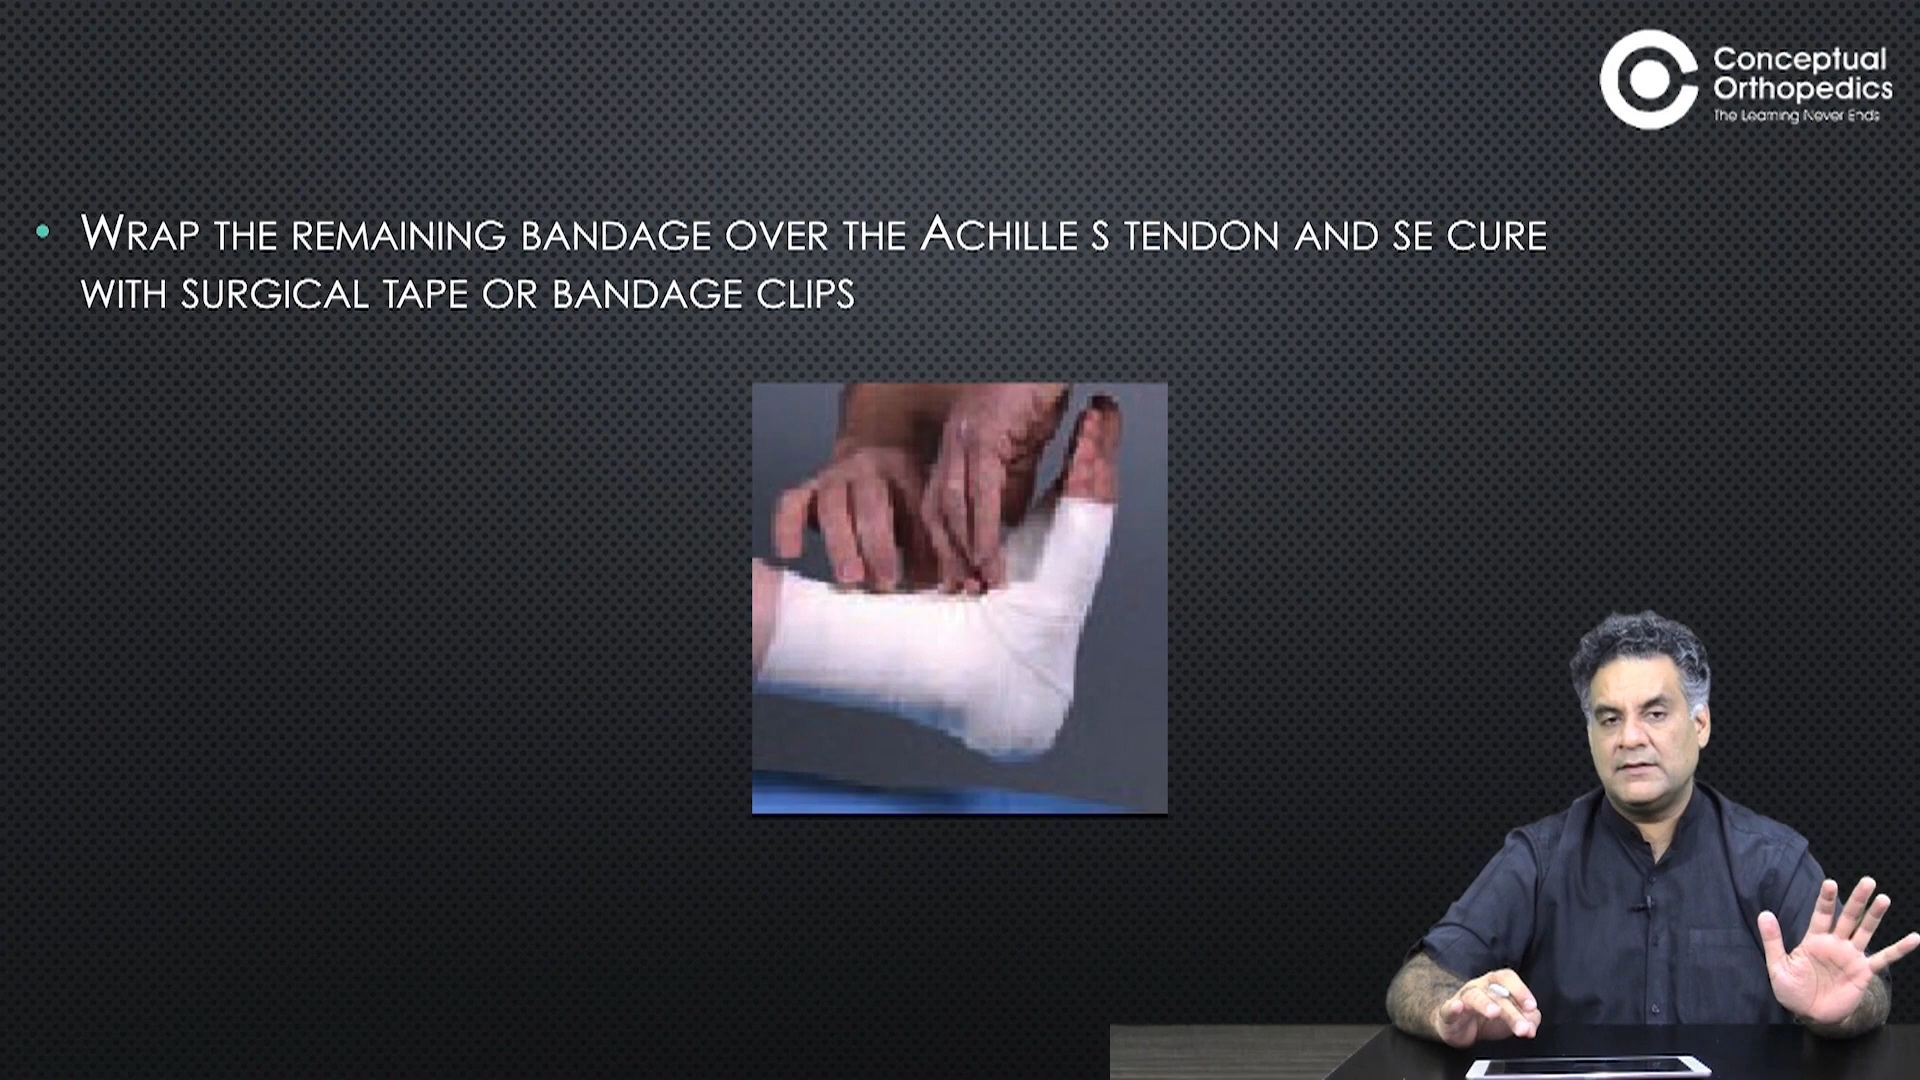 Conceptual
Orthopedics
The Learning Never Ends
• WRAP THE REMAINING BANDAGE OVER THE ACHILLE S TENDON AND SE CURE
WITH SURGICAL TAPE OR BANDAGE CLIPS